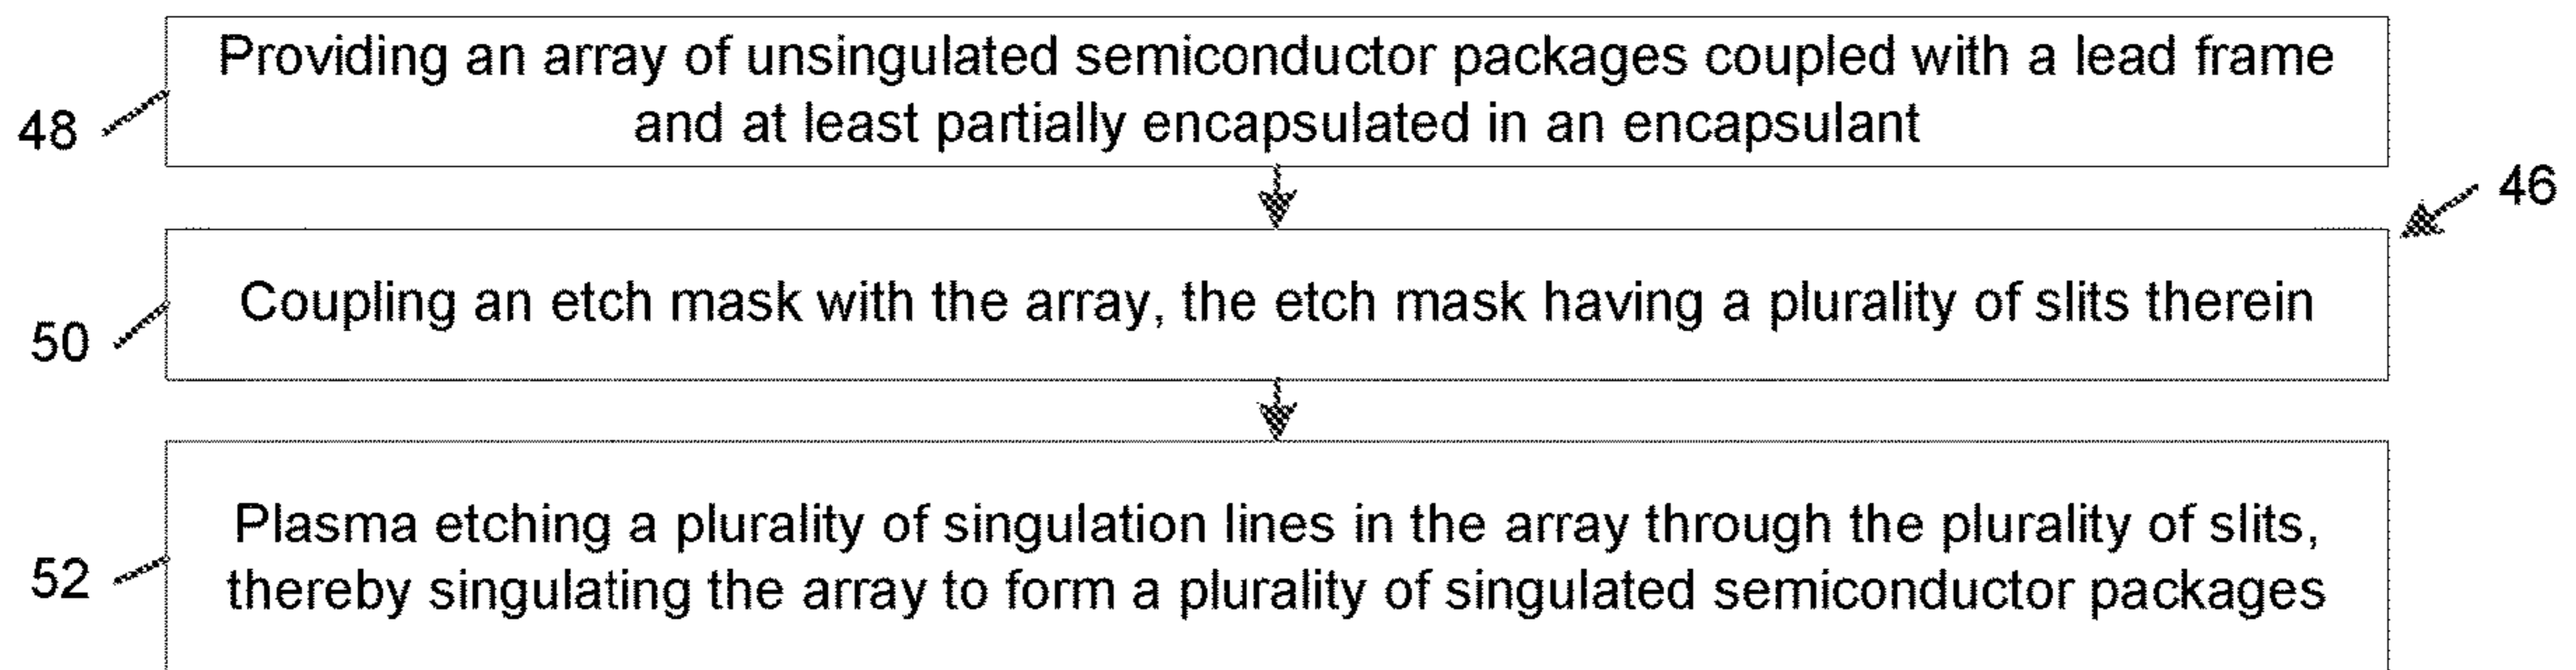 Providing an array of unsingulated semiconductor packages coupled with a lead frame
and at least partially encapsulated in an encapsulant
48
46
Coupling an etch mask with the array, the etch mask having a plurality of slits therein
50
Plasma etching a plurality of singulation lines in the array through the plurality of slits,
thereby singulating the array to form a plurality of singulated semiconductor packages
52